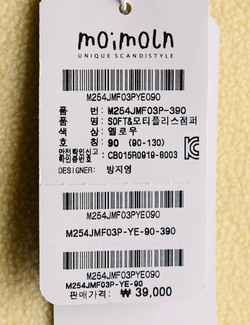 moimoln
UNIQUE SCANDISTYLE
M254JMF03PYE090
품 번 : M254JMF03P-390
품 명 : SOFT&모티플리스점퍼
색 상 : 옐로우
호 칭 : 90 (90-130)
안전확인신고
확인증번호 : CB015R0919-8003
DESIGNER: 방지영
M254JMF03PYE090
M254JMF03P-YE-90-390
M254JMF03PYE090
M254JMF03P-YE-90
판매가격: ₩ 39,000